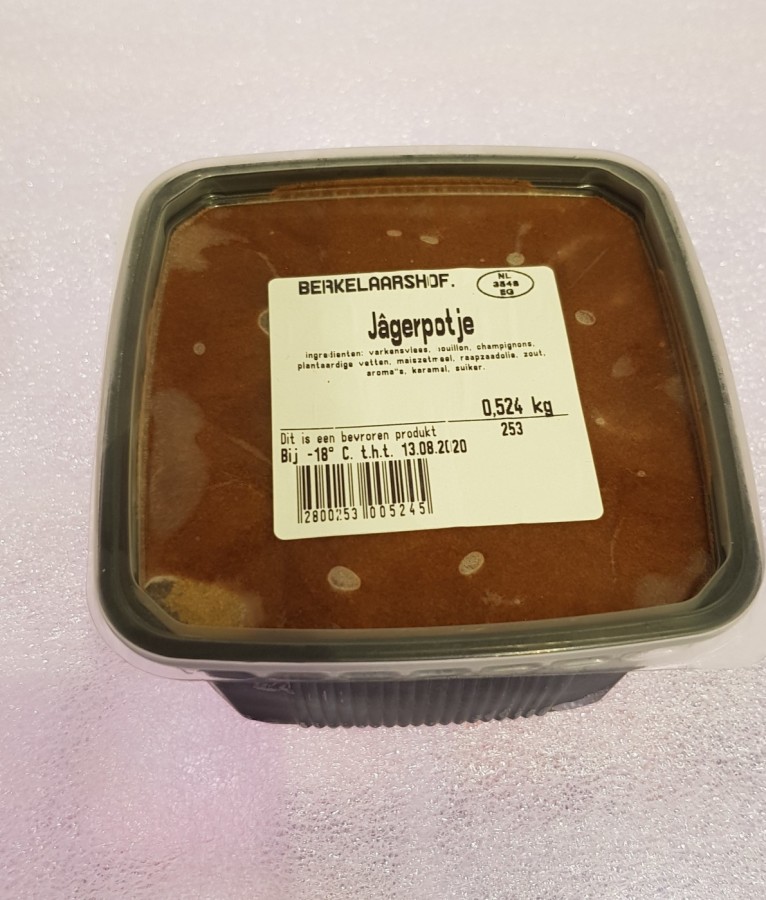 BERKELAARSHOF.
NL
3848
EG
Jâgerpotje
ingredienten: varkensvlees, bouillon, champignons,
plantaardige vetten, maiszetmeel, raapzaadolie, zout,
aroma"s, karamel, suiker.
0,524 kg
Dit is een bevroren produkt
253
Bij -18° C. t.h.t. 13.08.2020
2800253 005245